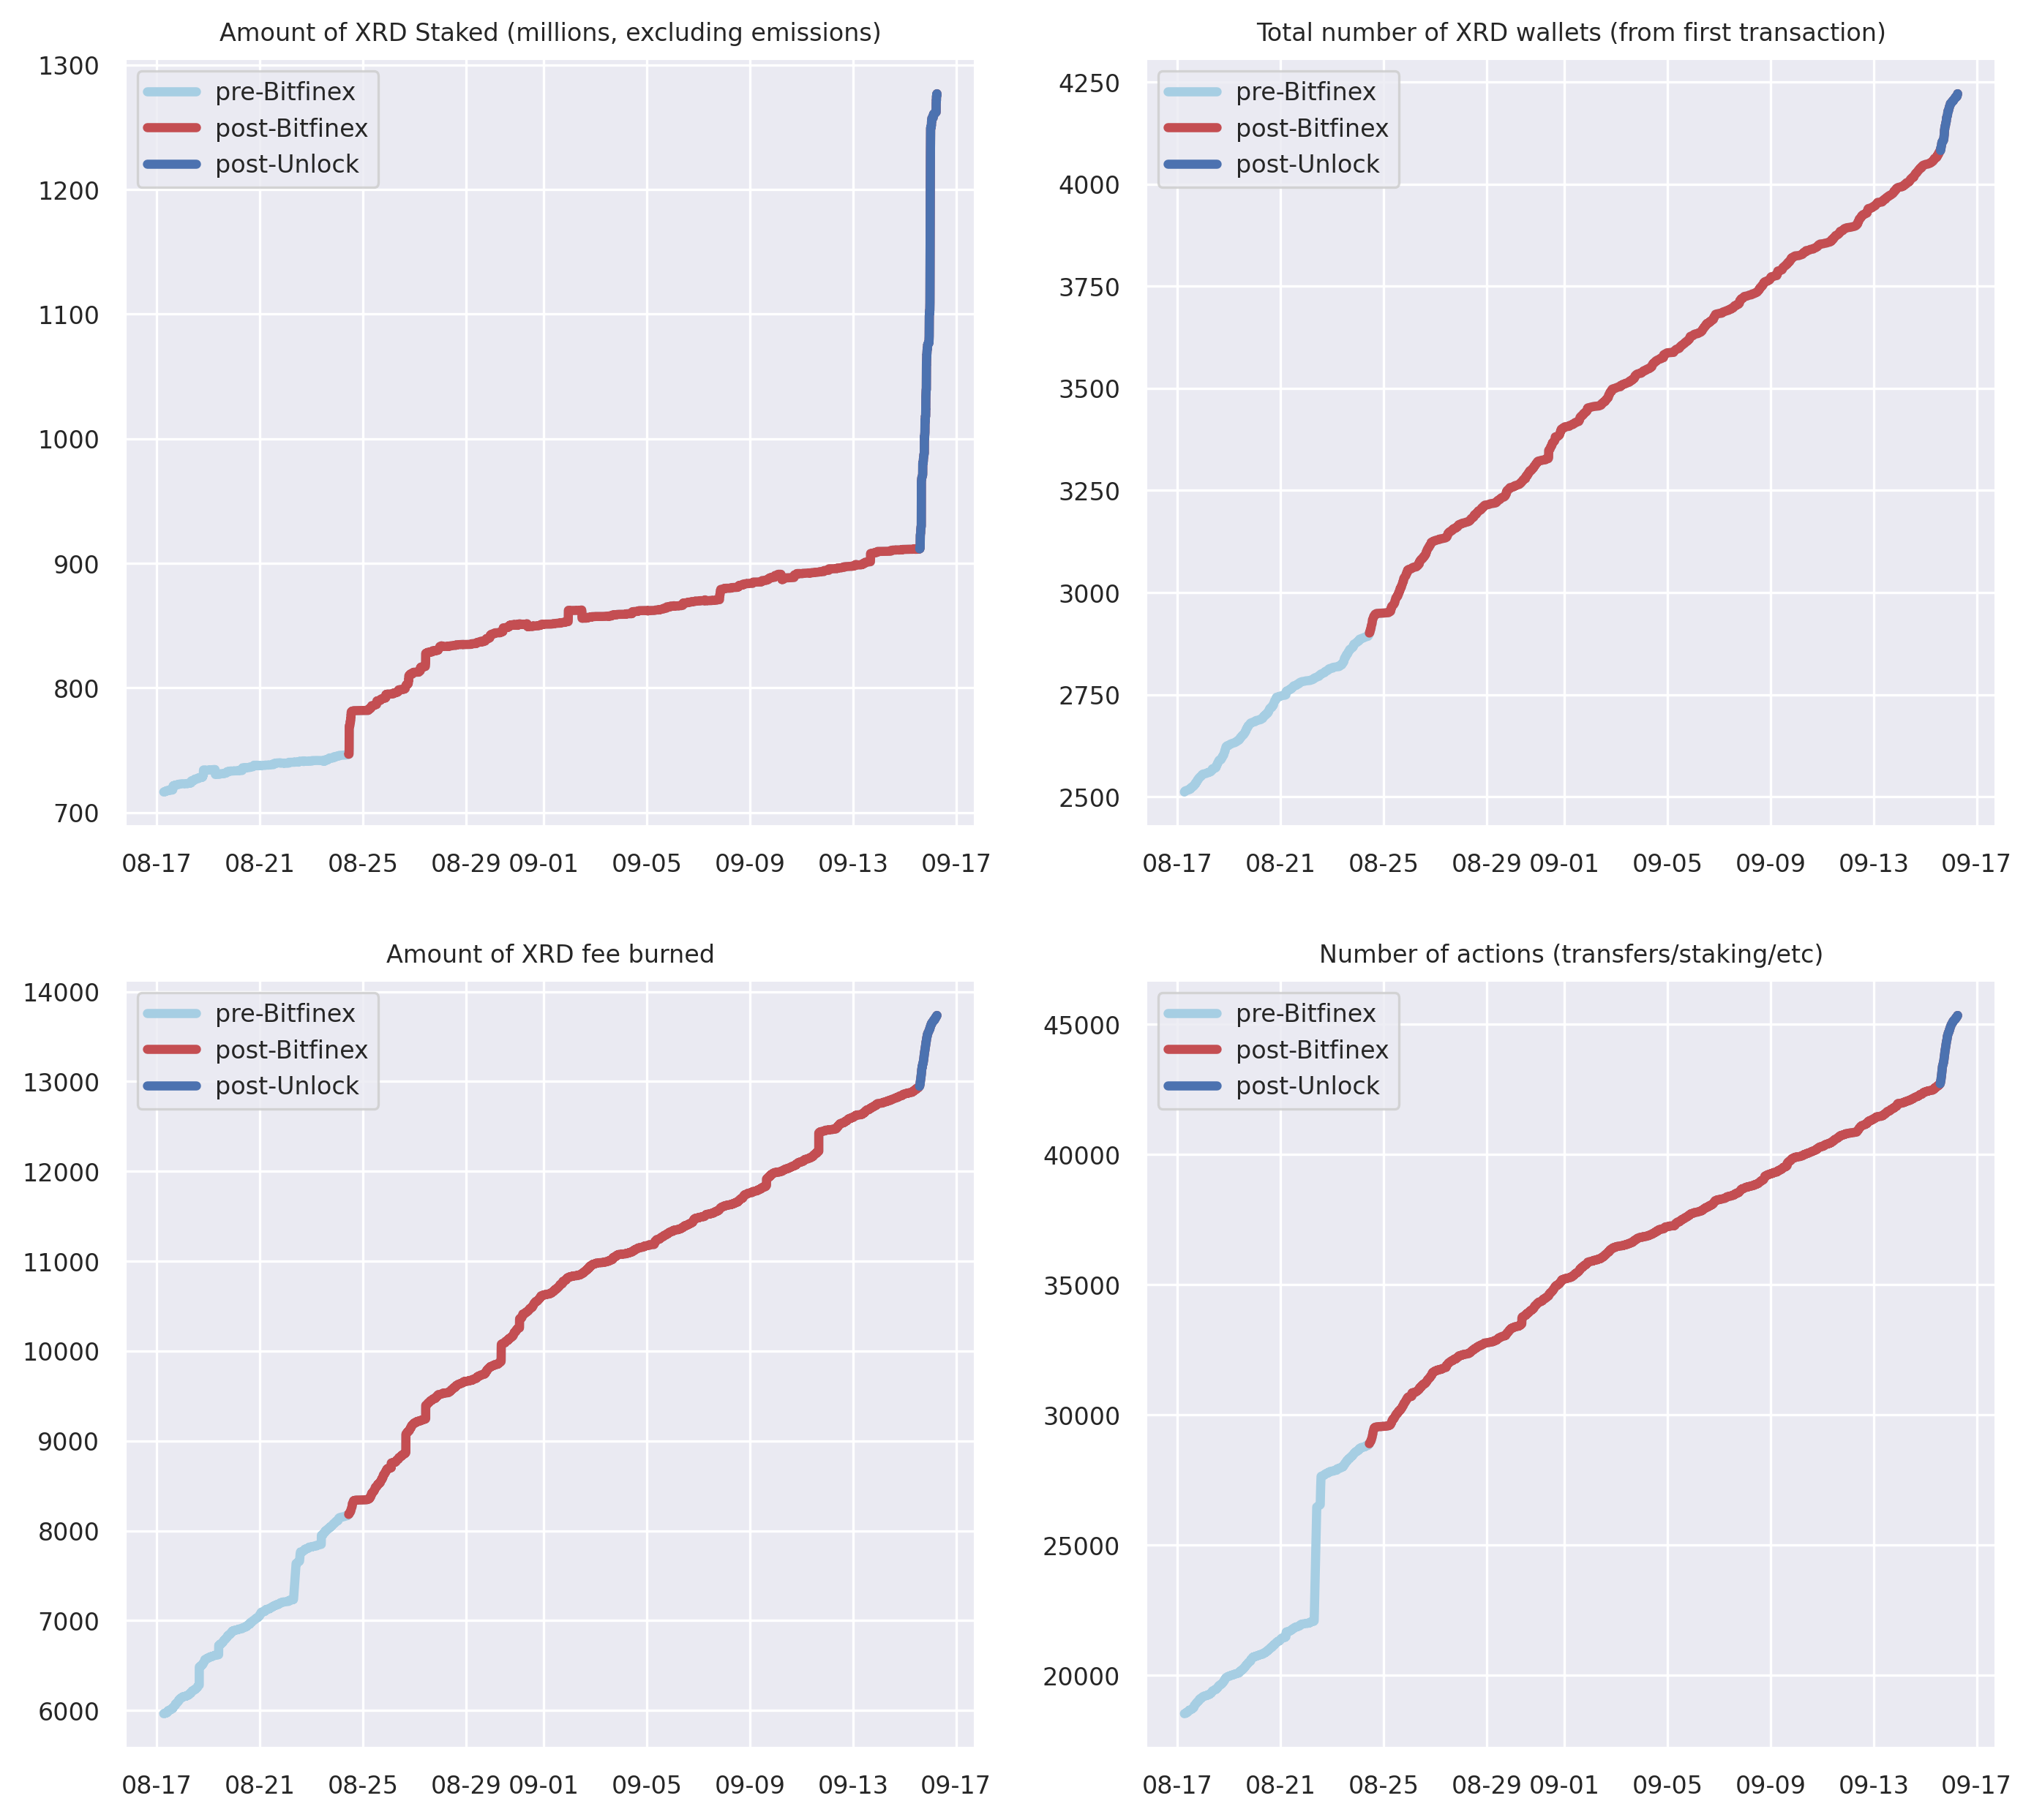 Amount of XRD Staked (millions, excluding emissions)
1300
1200
1100
1000
900
800
700
pre-Bitfinex
post-Bitfinex
post-Unlock
08-17 08-21 08-25 08-29 09-01 09-05 09-09 09-13 09-17
Total number of XRD wallets (from first transaction)
4250
4000
3750
3500
3250
3000
2750
2500
pre-Bitfinex
post-Bitfinex
post-Unlock
08-17 08-21 08-25 08-29 09-01 09-05 09-09 09-13 09-17
Amount of XRD fee burned
14000
13000
12000
11000
10000
9000
8000
7000
6000
pre-Bitfinex
post-Bitfinex
post-Unlock
08-17 08-21 08-25 08-29 09-01 09-05 09-09 09-13 09-17
Number of actions (transfers/staking/etc)
45000
40000
35000
30000
25000
20000
pre-Bitfinex
post-Bitfinex
post-Unlock
08-17 08-21 08-25 08-29 09-01 09-05 09-09 09-13 09-17